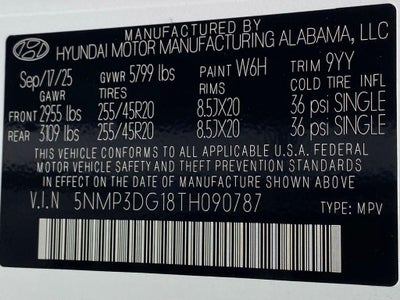 MANUFACTURED BY
HYUNDAI MOTOR MANUFACTURING ALABAMA, LLC
Sep/17/25 GVWR 5799 lbs PAINT W6H TRIM 9YY
GAWR TIRES RIMS COLD TIRE INFL
FRONT 2955 lbs 255/45R20 8.5JX20 36 psi SINGLE
REAR 3109 lbs 255/45R20 8.5JX20 36 psi SINGLE
THIS VEHICLE CONFORMS TO ALL APPLICABLE U.S.A. FEDERAL
MOTOR VEHICLE SAFETY AND THEFT PREVENTION STANDARDS
IN EFFECT ON THE DATE OF MANUFACTURE SHOWN ABOVE.
V.I.N 5NMP3DG18TH090787 TYPE: MPV